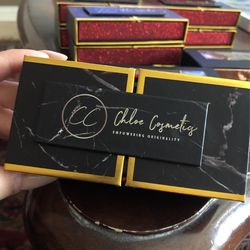 CC
Chloe Cosmetics
EMPOWERING ORIGINALITY